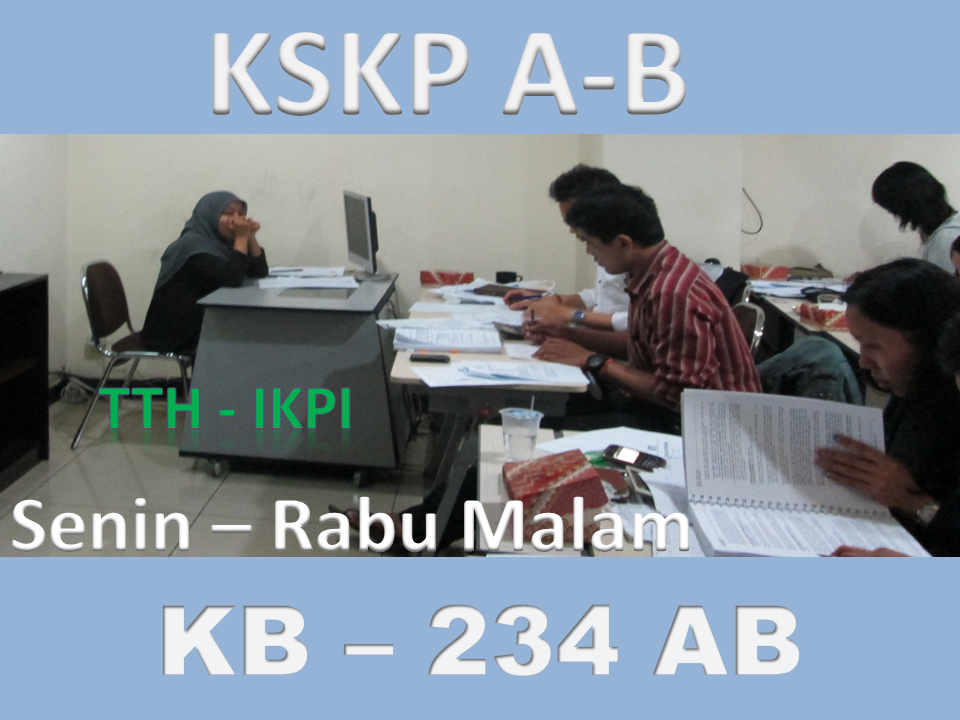 KSKP A-B
TTH - IKPI
Senin – Rabu Malam
KB – 234 AB